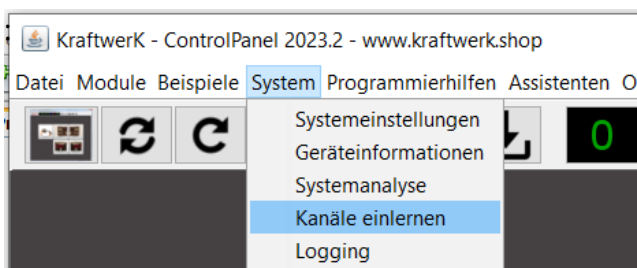 KraftwerK - ControlPanel 2023.2 - www.kraftwerk.shop
Datei Module Beispiele System Programmierhilfen Assistenten O
Systemeinstellungen
0
Geräteinformationen
Systemanalyse
Kanäle einlernen
Logging